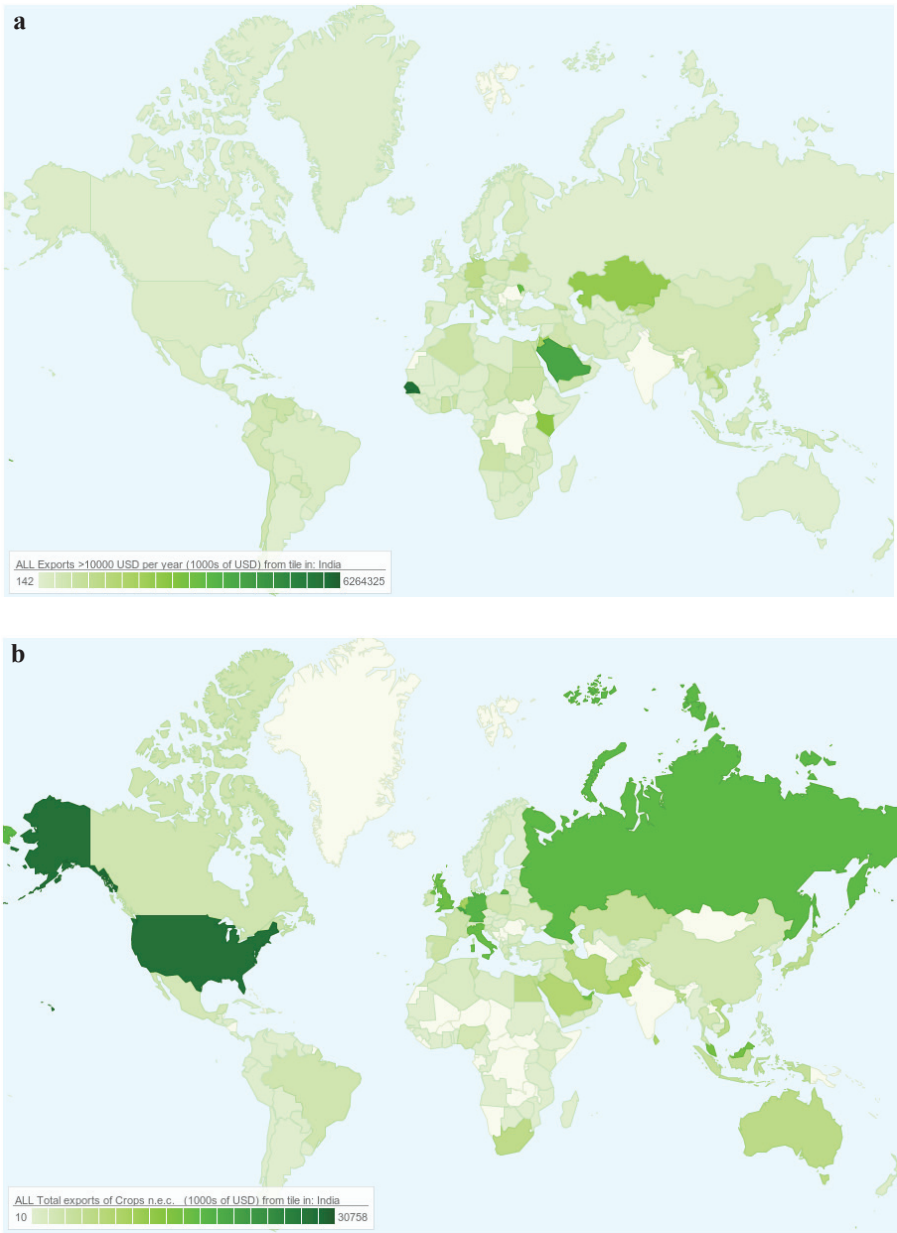 a
ALL Exports >10000 USD per year (1000s of USD) from tile in: India
142 6264325
b
ALL Total exports of Crops n.e.c. (1000s of USD) from tile in: India
10 30758